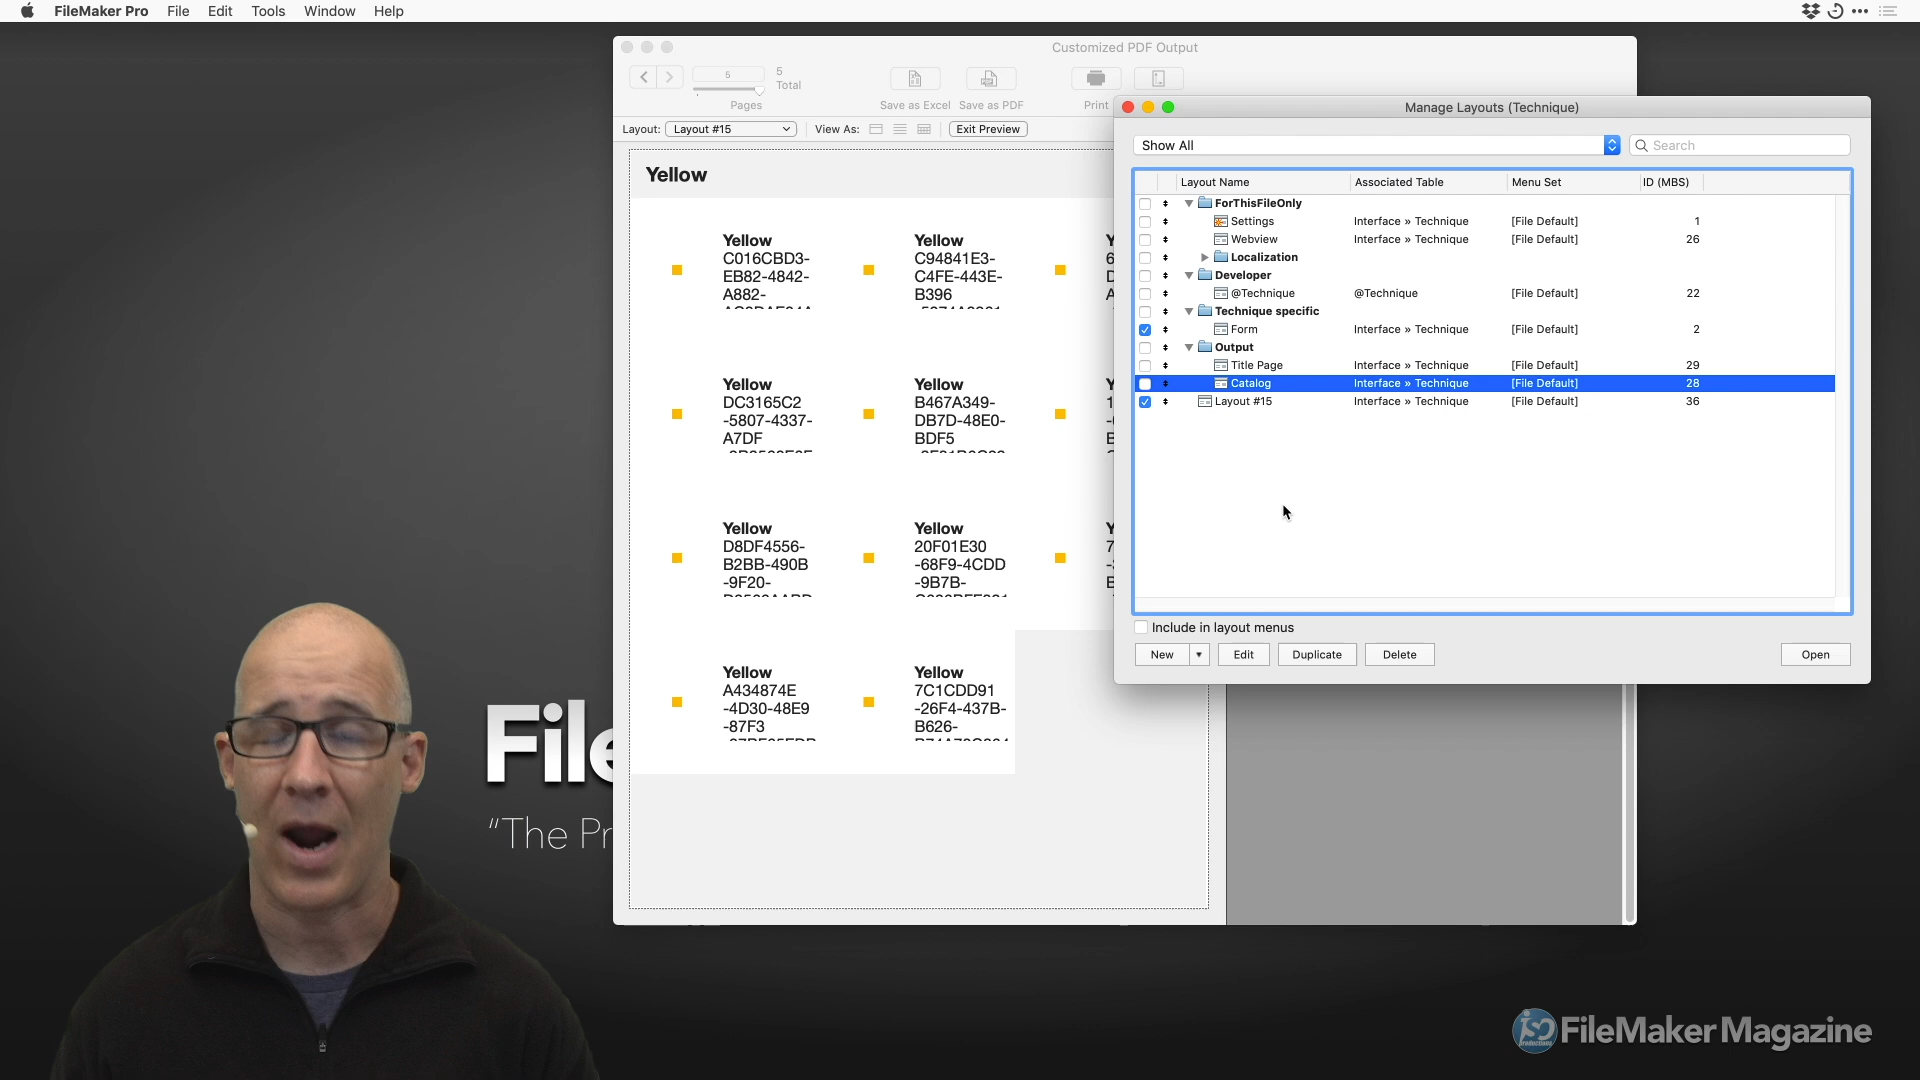 FileMaker Pro File Edit Tools Window Help
Customized PDF Output
5
5
Total
Pages
Save as Excel
Save as PDF
Print
Layout: Layout #15
View As:
Exit Preview
Yellow
Yellow
C016CBD3-
EB82-4842-
A882-
Yellow
C94841E3-
C4FE-443E-
B396
Yellow
DC3165C2
-5807-4337-
A7DF
Yellow
B467A349-
DB7D-48E0-
BDF5
Yellow
D8DF4556-
B2BB-490B
-9F20-
Yellow
20F01E30
-68F9-4CDD
-9B7B-
Yellow
A434874E
-4D30-48E9
-87F3
Yellow
7C1CDD91
-26F4-437B-
B626-
Manage Layouts (Technique)
Show All
Search
Layout Name Associated Table Menu Set ID (MBS)
ForThisFileOnly
Settings Interface » Technique [File Default] 1
Webview Interface » Technique [File Default] 26
Localization
Developer
@Technique @Technique [File Default] 22
Technique specific
Form Interface » Technique [File Default] 2
Output
Title Page Interface » Technique [File Default] 29
Catalog Interface » Technique [File Default] 28
Layout #15 Interface » Technique [File Default] 36
Include in layout menus
New Edit Duplicate Delete Open
File
"The Pr
iso productions FileMaker Magazine